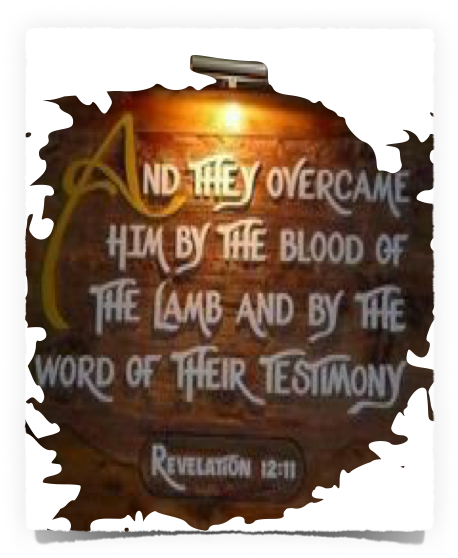 AND THEY OVERCAME
HIM BY THE BLOOD OF
THE LAMB AND BY THE
WORD OF THEIR TESTIMONY
REVELATION 12:11